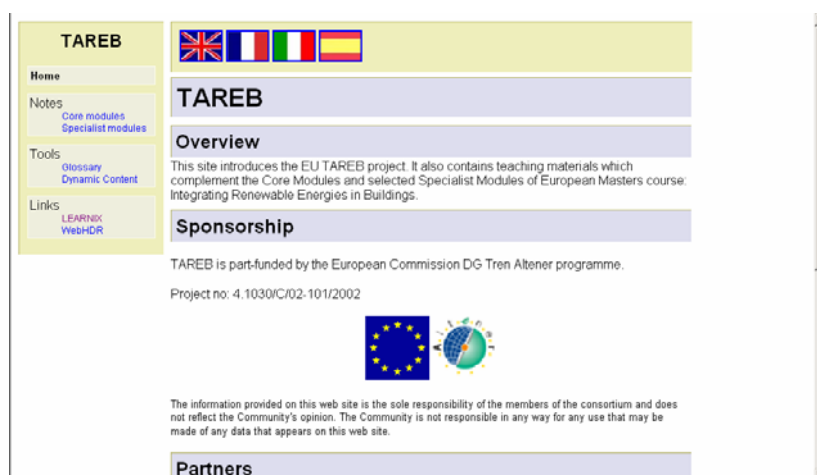 TAREB
Home
Notes
Core modules
Specialist modules
Tools
Glossary
Dynamic Content
Links
LEARNIX
WebHDR
TAREB
Overview
This site introduces the EU TAREB project. It also contains teaching materials which
complement the Core Modules and selected Specialist Modules of European Masters course:
Integrating Renewable Energies in Buildings.
Sponsorship
TAREB is part-funded by the European Commission DG Tren Altener programme.
Project no: 4.1030/C/02-101/2002
Altener
The information provided on this web site is the sole responsibility of the members of the consortium and does
not reflect the Community's opinion. The Community is not responsible in any way for any use that may be
made of any data that appears on this web site.
Partners